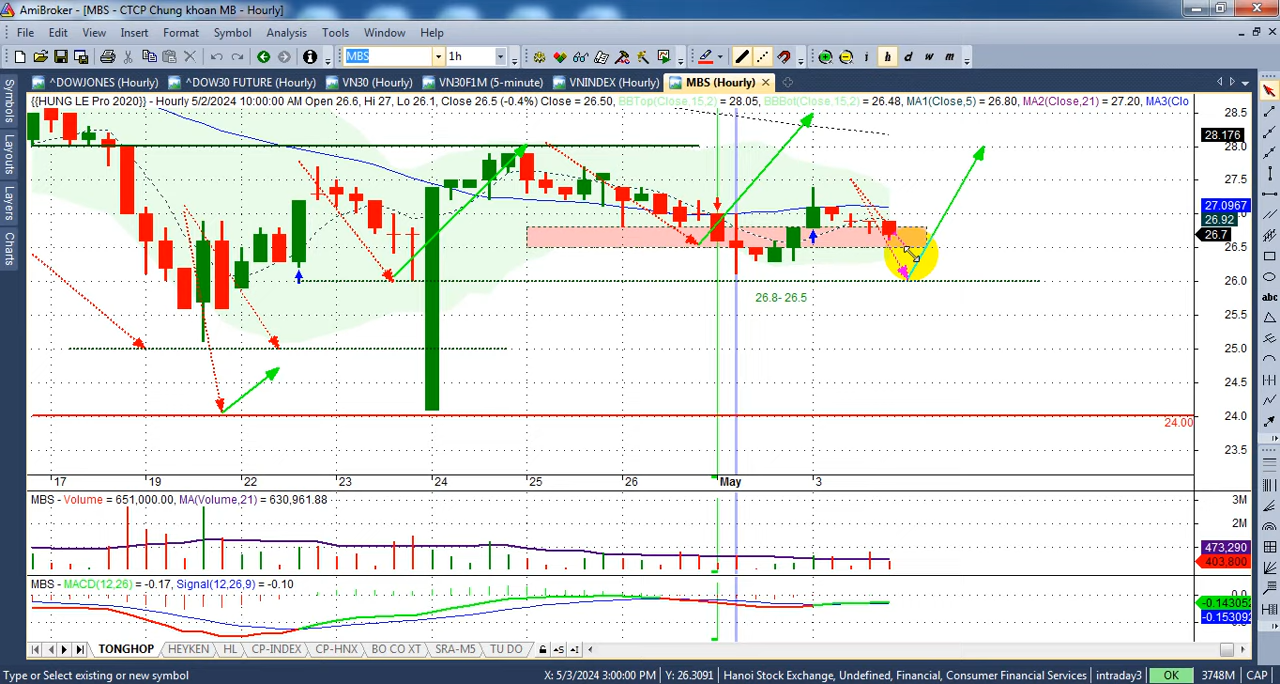 AmiBroker - [MBS - CTCP Chung khoan MB - Hourly]
File Edit View Insert Format Symbol Analysis Tools Window Help
MBS 1h i h d w m
^DOWJONES (Hourly) ^DOW30 FUTURE (Hourly) VN30 (Hourly) VN30F1M (5-minute) VNINDEX (Hourly) MBS (Hourly)
Symbols
Layouts
Layers
Charts
{{HUNG LE Pro 2020}} - Hourly 5/2/2024 10:00:00 AM Open 26.6, Hi 27, Lo 26.1, Close 26.5 (-0.4%) Close = 26.50, BBTop(Close,15,2) = 28.05, BBBot(Close,15,2) = 26.48, MA1(Close,5) = 26.80, MA2(Close,21) = 27.20, MA3(Clo
28.5
28.176
28.0
27.5
27.0967
26.92
26.7
26.5
26.0
25.5
25.0
24.5
24.0
23.5
26.8- 26.5
24.00
17 19 22 23 24 25 26 May 3
MBS - Volume = 651,000.00, MA(Volume,21) = 630,961.88
3M
2M
473,290
403,800
MBS - MACD(12,26) = -0.17, Signal(12,26,9) = -0.10
-0.143052
-0.153092
abc
TONGHOP HEYKEN HL CP-INDEX CP-HNX BO CO XT SRA-M5 TU DO
Type or Select existing or new symbol X: 5/3/2024 3:00:00 PM Y: 26.3091 Hanoi Stock Exchange, Undefined, Financial, Consumer Financial Services intraday3 OK 3748M CAP